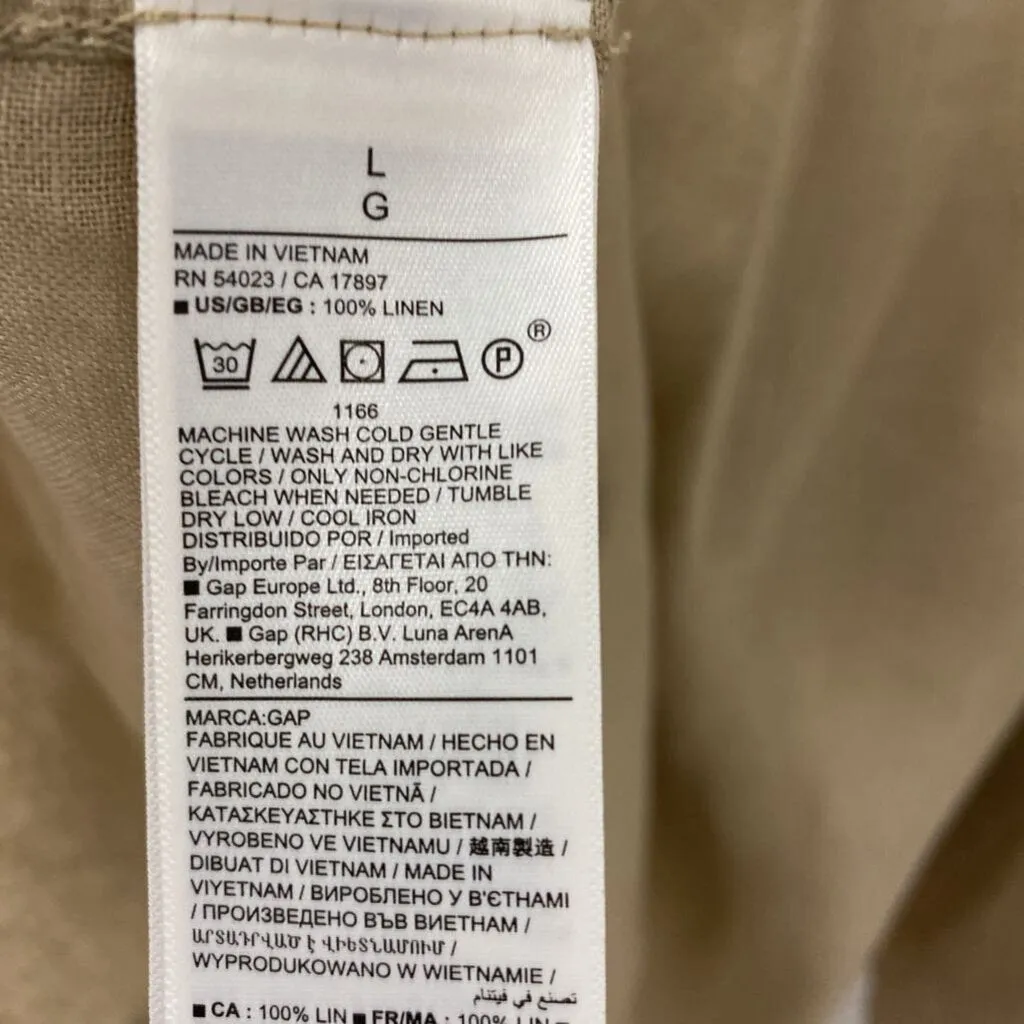 L
G
MADE IN VIETNAM
RN 54023 / CA 17897
■ US/GB/EG : 100% LINEN
®
30 P
1166
MACHINE WASH COLD GENTLE
CYCLE / WASH AND DRY WITH LIKE
COLORS / ONLY NON-CHLORINE
BLEACH WHEN NEEDED / TUMBLE
DRY LOW / COOL IRON
DISTRIBUIDO POR / Imported
By/Importe Par / ΕΙΣΑΓΕΤΑΙ ΑΠΟ ΤΗΝ:
■ Gap Europe Ltd., 8th Floor, 20
Farringdon Street, London, EC4A 4AB,
UK. ■ Gap (RHC) B.V. Luna ArenA
Herikerbergweg 238 Amsterdam 1101
CM, Netherlands
MARCA:GAP
FABRIQUE AU VIETNAM / HECHO EN
VIETNAM CON TELA IMPORTADA /
FABRICADO NO VIETNÃ /
ΚΑΤΑΣΚΕΥΑΣΤΗΚΕ ΣΤΟ ΒΙΕΤΝΑΜ /
VYROBENO VE VIETNAMU / 越南製造 /
DIBUAT DI VIETNAM / MADE IN
VIYETNAM / ВИРОБЛЕНО У В'ЄТНАМІ
/ ПРОИЗВЕДЕНО ВЪВ ВИЕТНАМ /
ԱՐՏԱԴՐՎԱԾ Է ՎԻԵՏՆԱՄՈՒՄ /
WYPRODUKOWANO W WIETNAMIE /
تصنع في فيتنام
■ CA : 100% LIN ■ FR/MA : 100% LIN